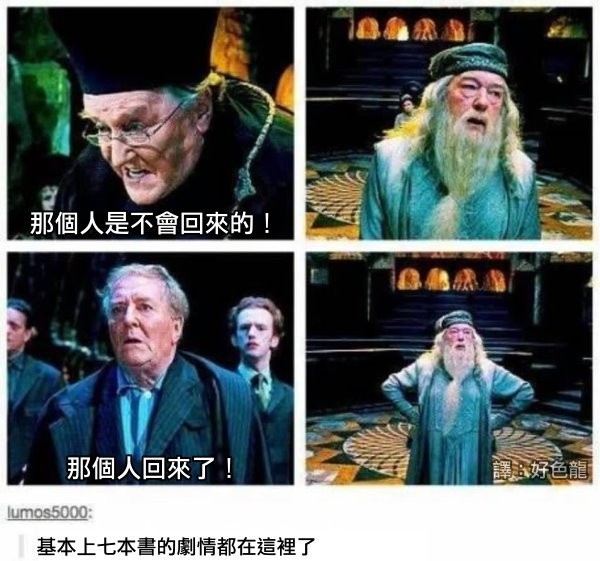 那個人是不會回來的！
那個人回來了！
譯：好色龍
lumos5000:
基本上七本書的劇情都在這裡了